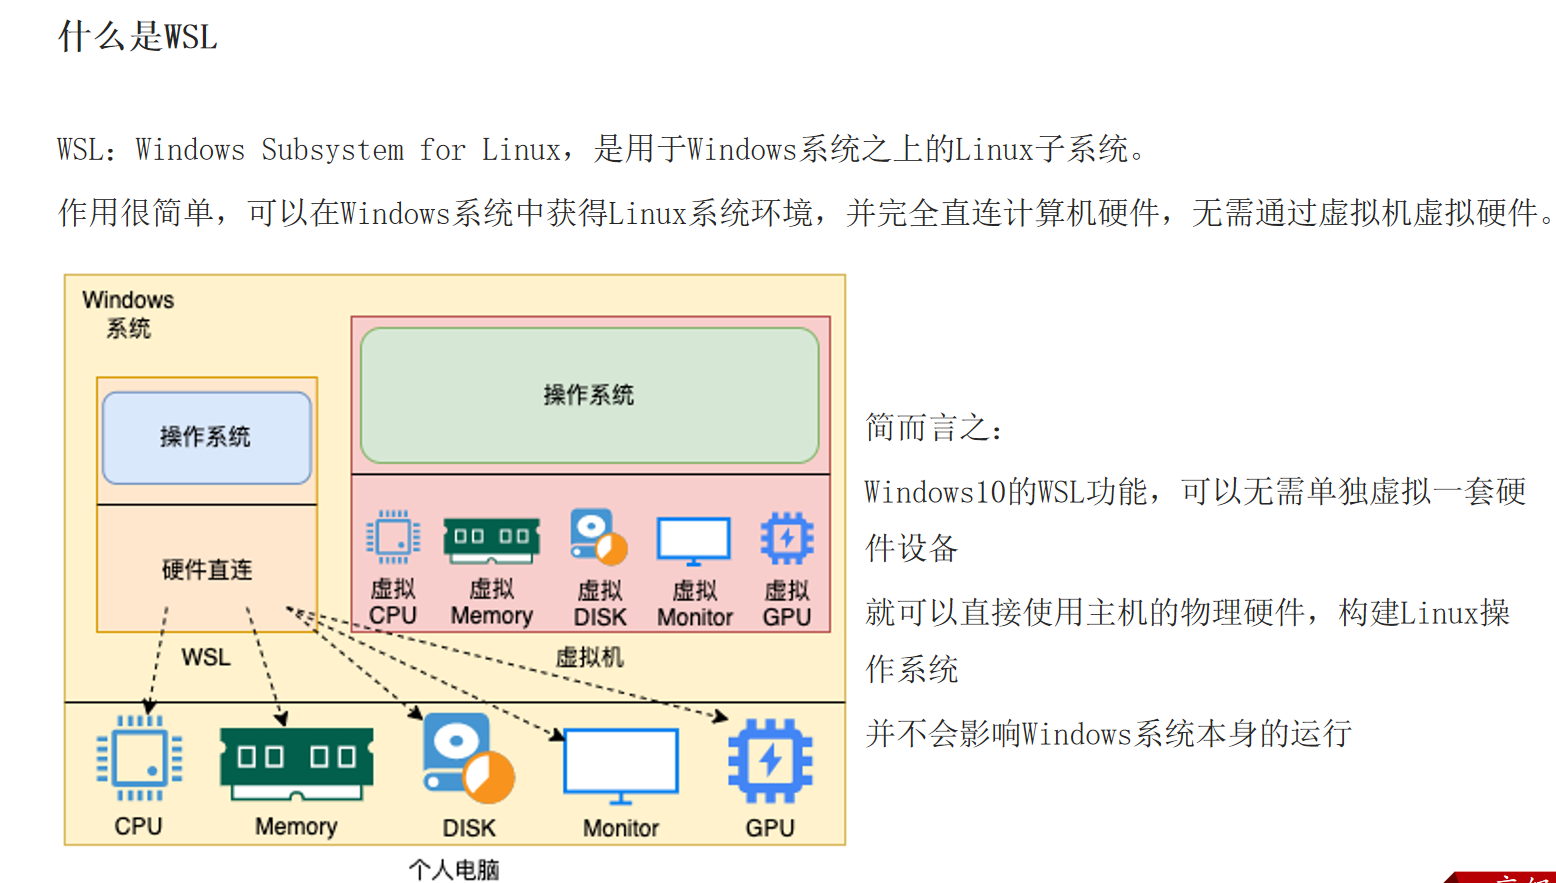 什么是WSL
WSL：Windows Subsystem for Linux，是用于Windows系统之上的Linux子系统。
作用很简单，可以在Windows系统中获得Linux系统环境，并完全直连计算机硬件，无需通过虚拟机虚拟硬件。
Windows
系统
操作系统
硬件直连
WSL
操作系统
虚拟
CPU
虚拟
Memory
虚拟
DISK
虚拟
Monitor
虚拟
GPU
虚拟机
CPU
Memory
DISK
Monitor
GPU
个人电脑
简而言之：
Windows10的WSL功能，可以无需单独虚拟一套硬
件设备
就可以直接使用主机的物理硬件，构建Linux操
作系统
并不会影响Windows系统本身的运行